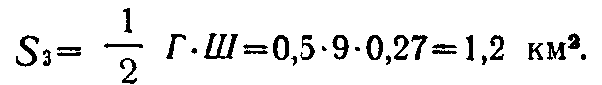 S₃ = 1/2 Г·Ш=0,5·9·0,27=1,2 км².